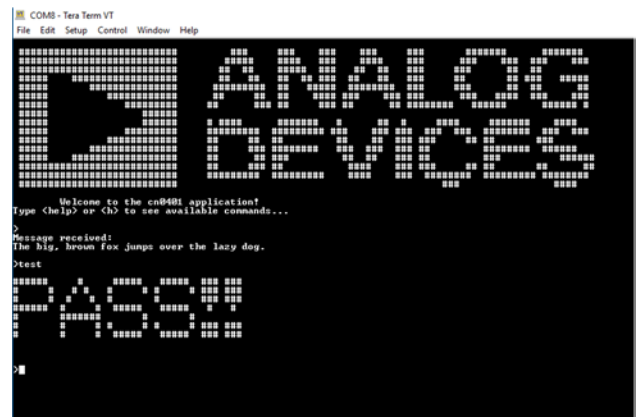 COM8 - Tera Term VT
File Edit Setup Control Window Help
ANALOG
DEVICES
Welcome to the cn0401 application!
Type <help> or <h> to see available commands...
>
Message received:
The big, brown fox jumps over the lazy dog.
>test
PASS!!
>